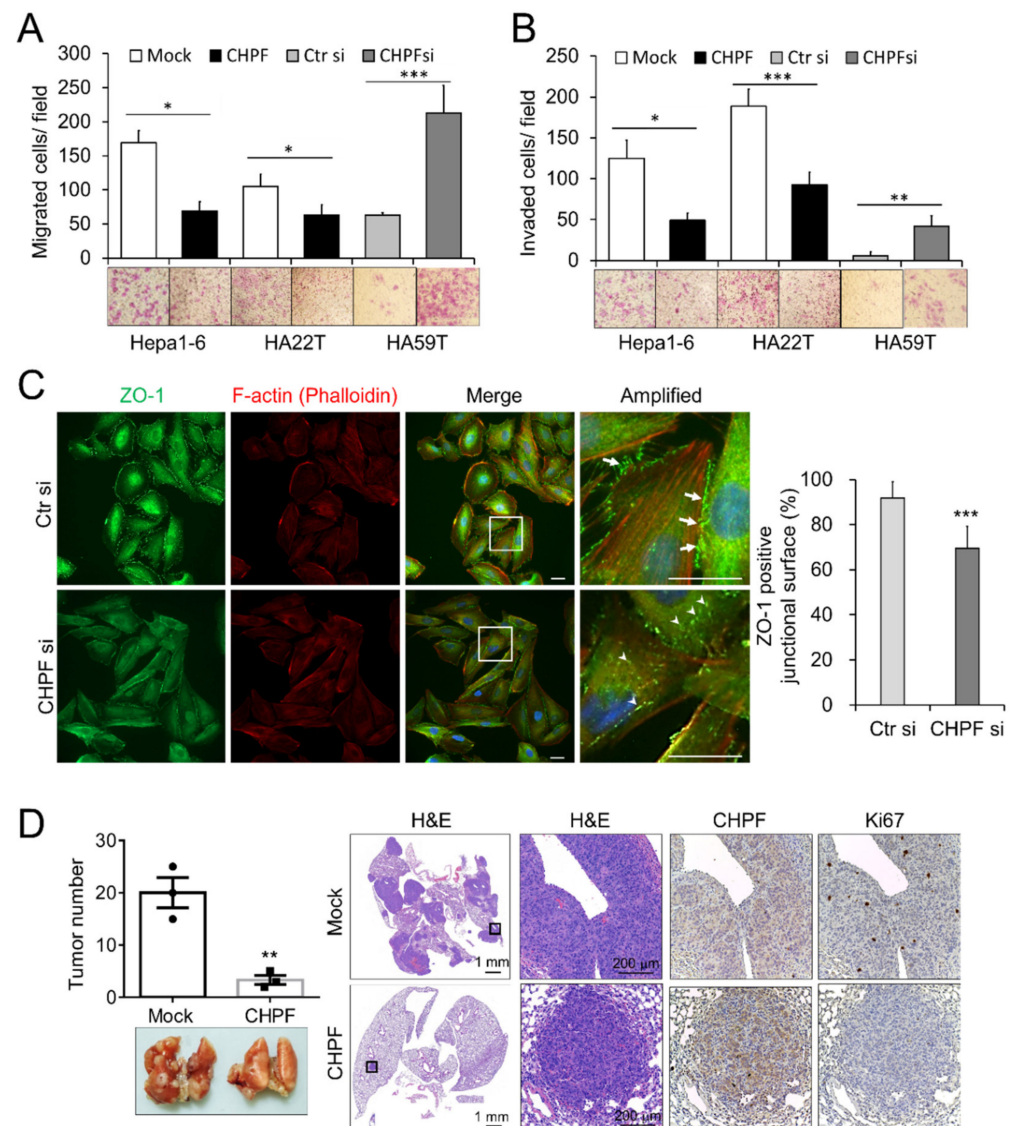 A
Migrated cells/ field
300
250
200
150
100
50
0
Mock CHPF Ctr si CHPFsi
* * ***
Hepa1-6 HA22T HA59T
B
Invaded cells/ field
250
200
150
100
50
0
Mock CHPF Ctr si CHPFsi
* *** **
Hepa1-6 HA22T HA59T
C
ZO-1 F-actin (Phalloidin) Merge Amplified
Ctr si
CHPF si
ZO-1 positive
junctional surface (%)
100
80
60
40
20
0
***
Ctr si CHPF si
D
Tumor number
30
20
10
0
**
Mock CHPF
H&E H&E CHPF Ki67
Mock
1 mm 200 µm
CHPF
1 mm 200 µm